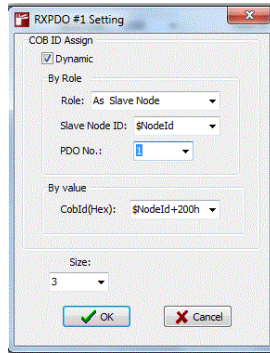 RXPDO #1 Setting
COB ID Assign
Dynamic
By Role
Role: As Slave Node
Slave Node ID: $NodeId
PDO No.: 1
By value
CobId(Hex): $NodeId+200h
Size:
3
OK Cancel